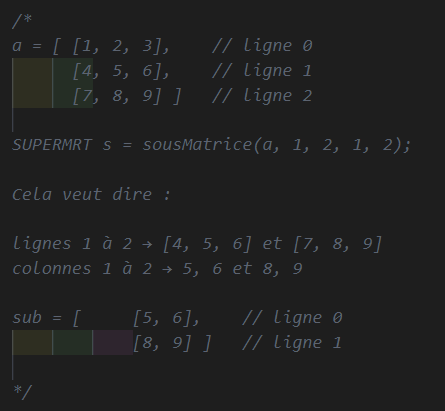 /*
a = [ [1, 2, 3],    // ligne 0
      [4, 5, 6],    // ligne 1
      [7, 8, 9] ]   // ligne 2

SUPERMRT s = sousMatrice(a, 1, 2, 1, 2);

Cela veut dire :

lignes 1 à 2 → [4, 5, 6] et [7, 8, 9]
colonnes 1 à 2 → 5, 6 et 8, 9

sub = [     [5, 6],    // ligne 0
            [8, 9] ]   // ligne 1

*/